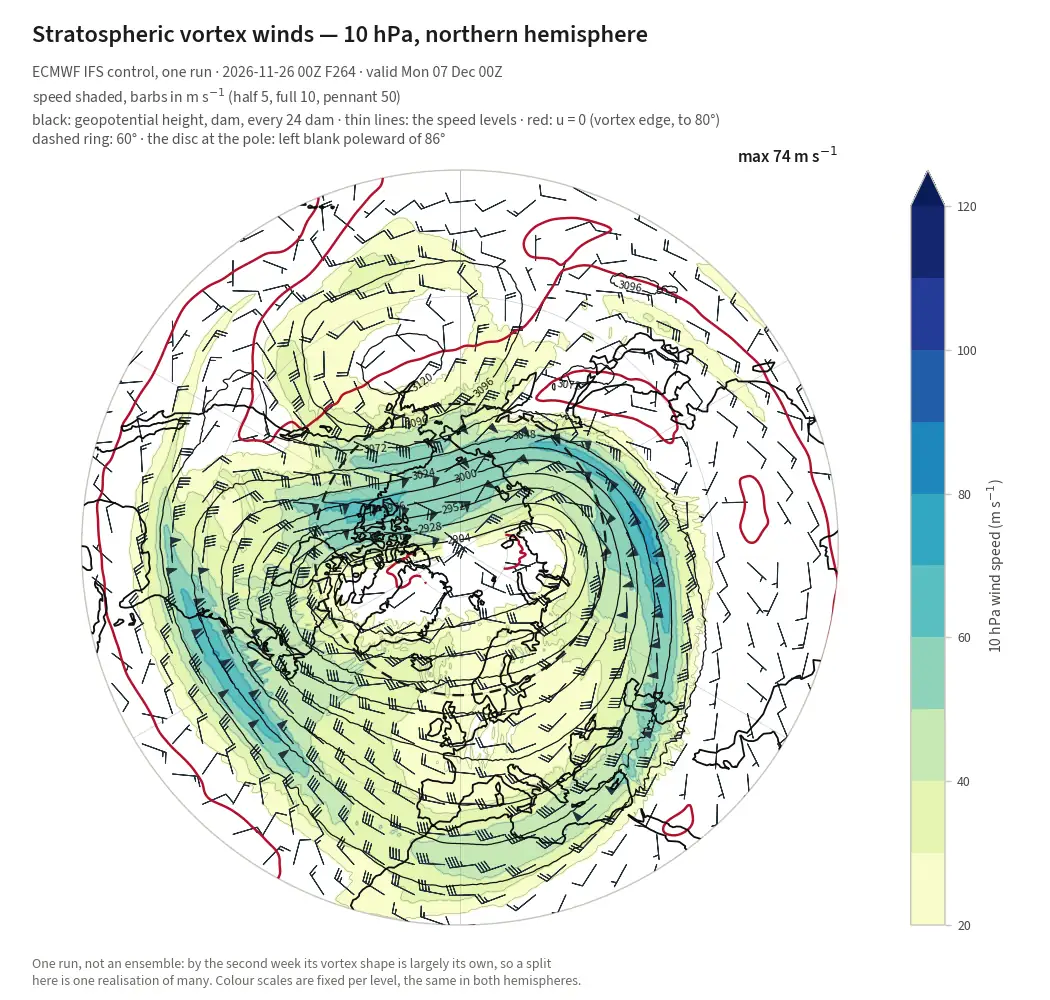 Stratospheric vortex winds — 10 hPa, northern hemisphere
ECMWF IFS control, one run · 2026-11-26 00Z F264 · valid Mon 07 Dec 00Z
speed shaded, barbs in m s⁻¹ (half 5, full 10, pennant 50)
black: geopotential height, dam, every 24 dam · thin lines: the speed levels · red: u = 0 (vortex edge, to 80°)
dashed ring: 60° · the disc at the pole: left blank poleward of 86°
max 74 m s⁻¹
3096
3120
3096
3096
3048
3072
3024
3000
2952
2928
2904
120
100
80
60
40
20
10 hPa wind speed (m s⁻¹)
One run, not an ensemble: by the second week its vortex shape is largely its own, so a split
here is one realisation of many. Colour scales are fixed per level, the same in both hemispheres.